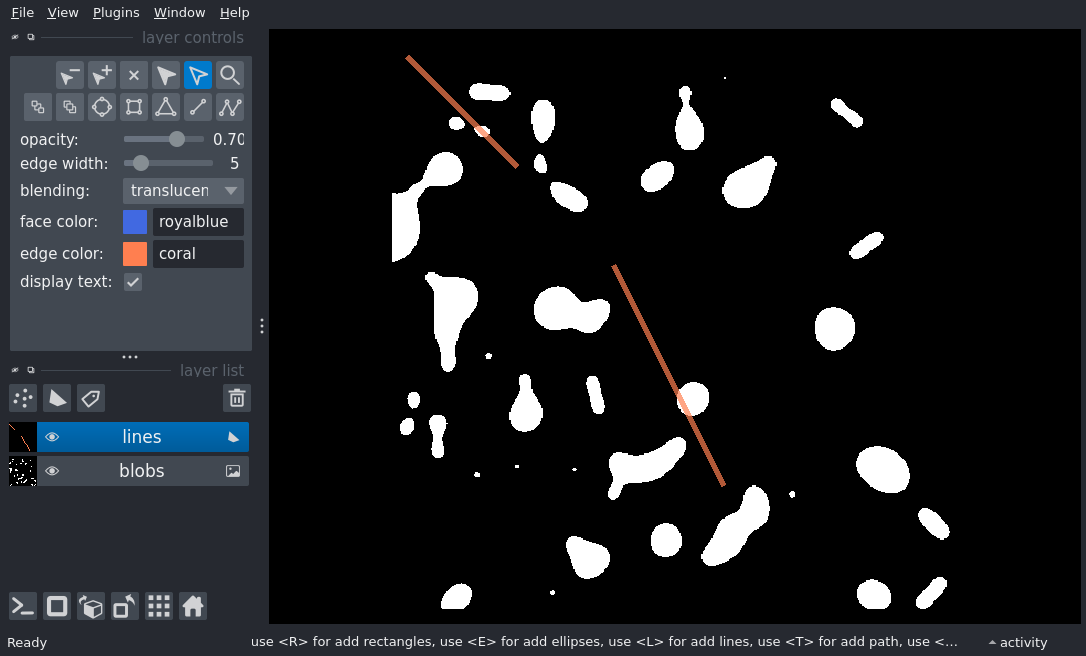 File View Plugins Window Help
layer controls
opacity: 0.70
edge width: 5
blending: translucen
face color: royalblue
edge color: coral
display text:
layer list
lines
blobs
Ready use <R> for add rectangles, use <E> for add ellipses, use <L> for add lines, use <T> for add path, use <... activity